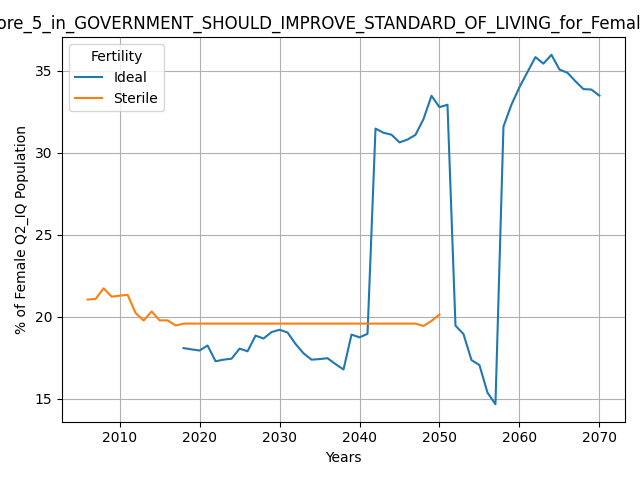 ore_5_in_GOVERNMENT_SHOULD_IMPROVE_STANDARD_OF_LIVING_for_Femal
Fertility
Ideal
Sterile
35
30
25
20
15
% of Female Q2_IQ Population
2010 2020 2030 2040 2050 2060 2070
Years